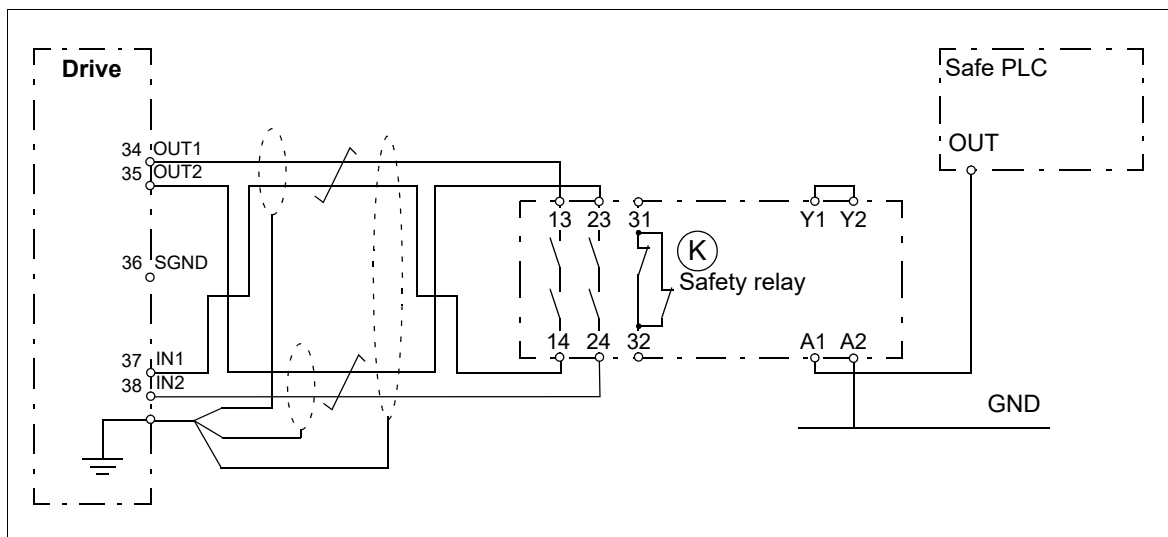 Drive
Safe PLC
34 OUT1
35 OUT2
OUT
13 23 31
Y1 Y2
K
36 SGND
Safety relay
14 24 32
A1 A2
37 IN1
38 IN2
GND